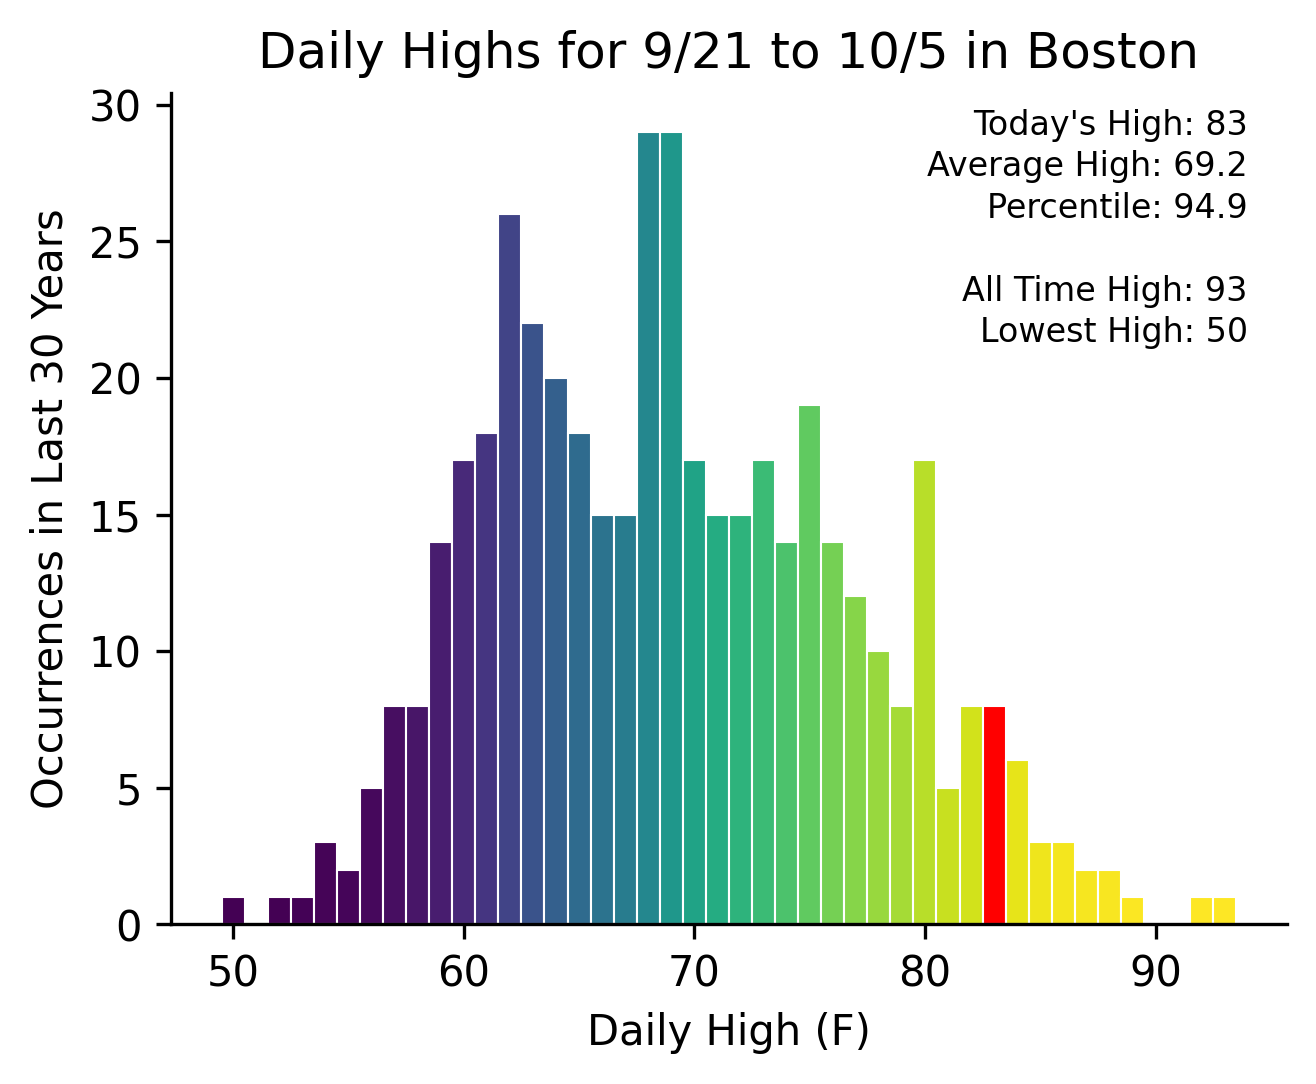 Daily Highs for 9/21 to 10/5 in Boston
Today's High: 83
Average High: 69.2
Percentile: 94.9
All Time High: 93
Lowest High: 50
Occurrences in Last 30 Years
30
25
20
15
10
5
0
50 60 70 80 90
Daily High (F)